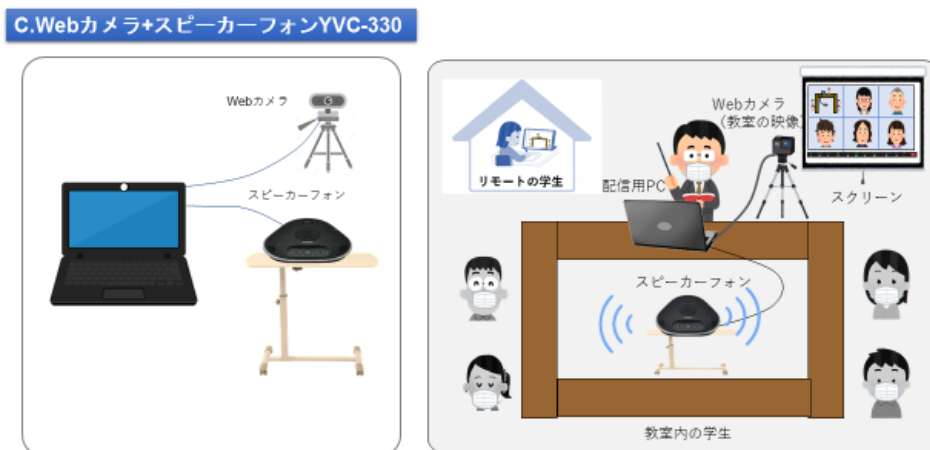 C.Webカメラ+スピーカーフォンYVC-330
Webカメラ
スピーカーフォン
リモートの学生
Webカメラ
(教室の映像)
配信用PC
スクリーン
スピーカーフォン
教室内の学生